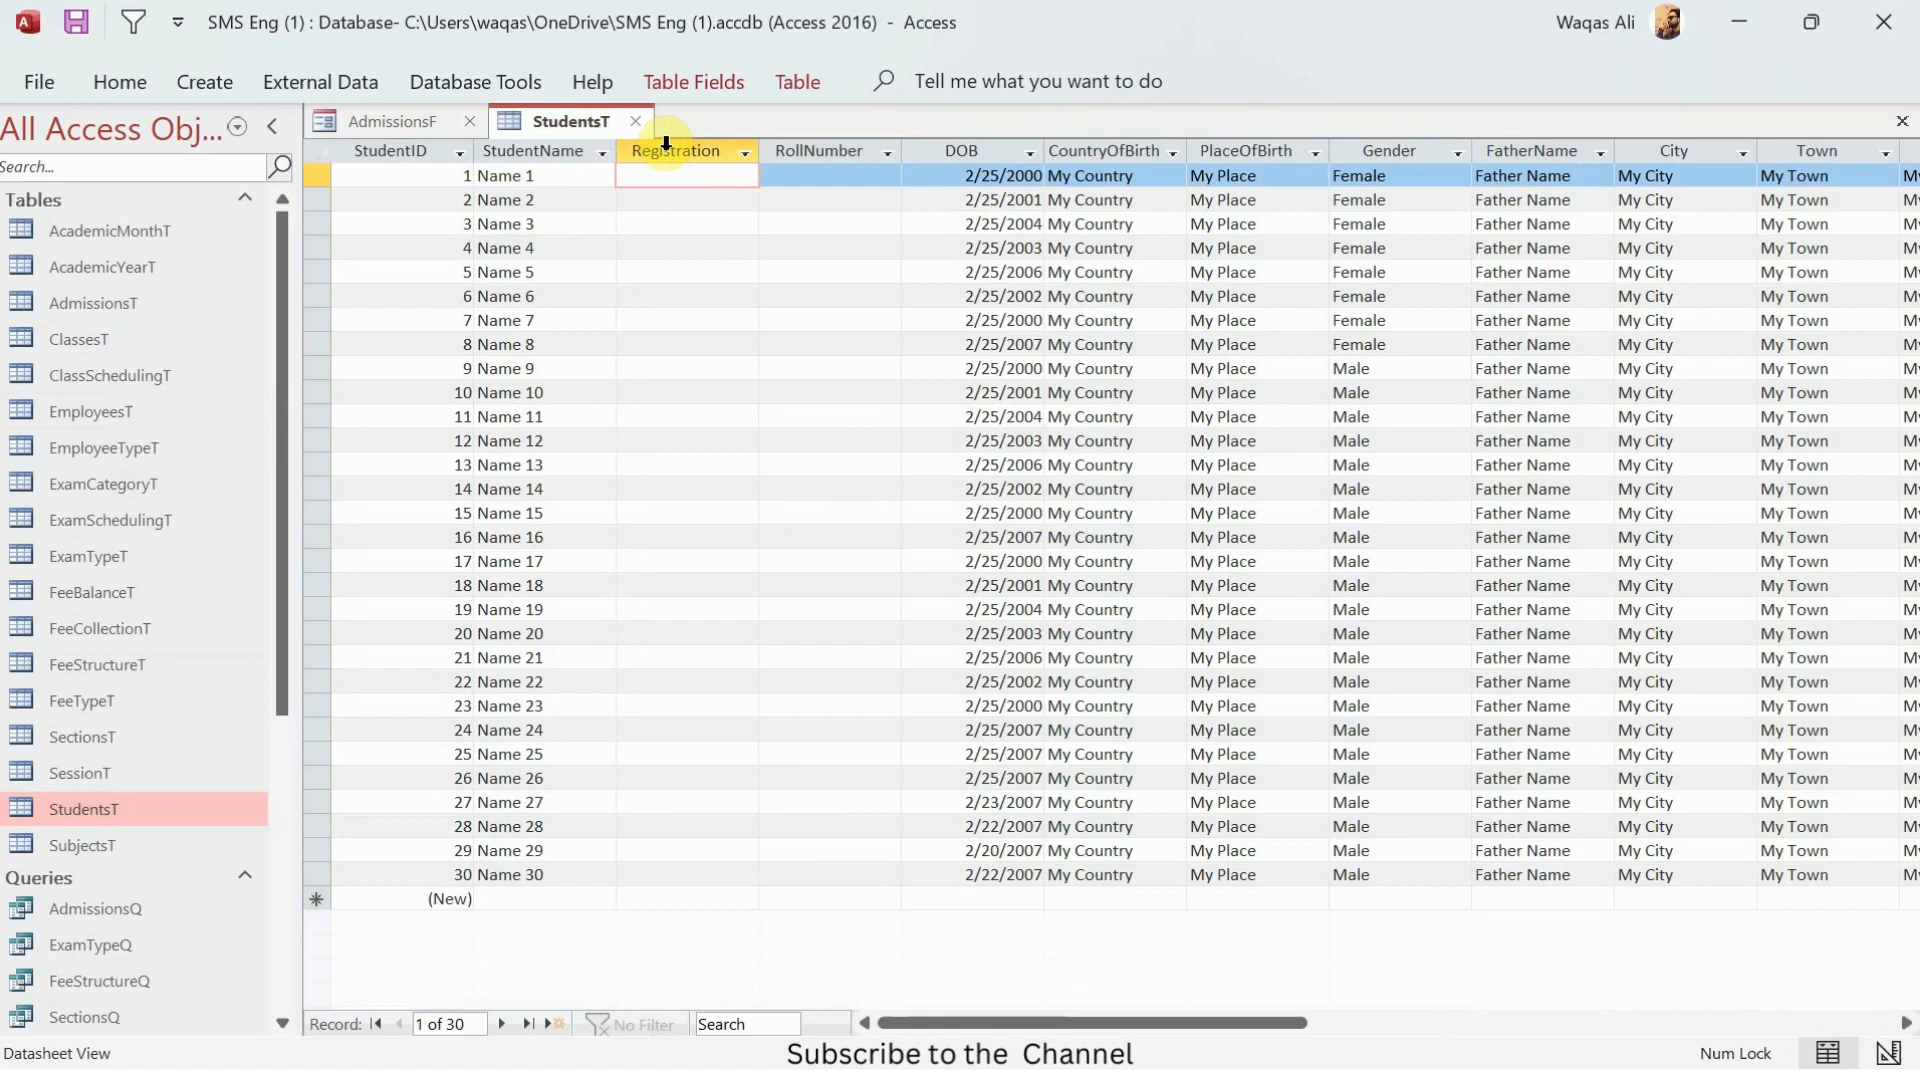 SMS Eng (1) : Database- C:\Users\waqas\OneDrive\SMS Eng (1).accdb (Access 2016) - Access
Waqas Ali
File Home Create External Data Database Tools Help Table Fields Table Tell me what you want to do
All Access Obj...
Search...
Tables
AcademicMonthT
AcademicYearT
AdmissionsT
ClassesT
ClassSchedulingT
EmployeesT
EmployeeTypeT
ExamCategoryT
ExamSchedulingT
ExamTypeT
FeeBalanceT
FeeCollectionT
FeeStructureT
FeeTypeT
SectionsT
SessionT
StudentsT
SubjectsT
Queries
AdmissionsQ
ExamTypeQ
FeeStructureQ
SectionsQ
AdmissionsF StudentsT
StudentID StudentName Registration RollNumber DOB CountryOfBirth PlaceOfBirth Gender FatherName City Town
1 Name 1 2/25/2000 My Country My Place Female Father Name My City My Town My
2 Name 2 2/25/2001 My Country My Place Female Father Name My City My Town My
3 Name 3 2/25/2004 My Country My Place Female Father Name My City My Town My
4 Name 4 2/25/2003 My Country My Place Female Father Name My City My Town My
5 Name 5 2/25/2006 My Country My Place Female Father Name My City My Town My
6 Name 6 2/25/2002 My Country My Place Female Father Name My City My Town My
7 Name 7 2/25/2000 My Country My Place Female Father Name My City My Town My
8 Name 8 2/25/2007 My Country My Place Female Father Name My City My Town My
9 Name 9 2/25/2000 My Country My Place Male Father Name My City My Town My
10 Name 10 2/25/2001 My Country My Place Male Father Name My City My Town My
11 Name 11 2/25/2004 My Country My Place Male Father Name My City My Town My
12 Name 12 2/25/2003 My Country My Place Male Father Name My City My Town My
13 Name 13 2/25/2006 My Country My Place Male Father Name My City My Town My
14 Name 14 2/25/2002 My Country My Place Male Father Name My City My Town My
15 Name 15 2/25/2000 My Country My Place Male Father Name My City My Town My
16 Name 16 2/25/2007 My Country My Place Male Father Name My City My Town My
17 Name 17 2/25/2000 My Country My Place Male Father Name My City My Town My
18 Name 18 2/25/2001 My Country My Place Male Father Name My City My Town My
19 Name 19 2/25/2004 My Country My Place Male Father Name My City My Town My
20 Name 20 2/25/2003 My Country My Place Male Father Name My City My Town My
21 Name 21 2/25/2006 My Country My Place Male Father Name My City My Town My
22 Name 22 2/25/2002 My Country My Place Male Father Name My City My Town My
23 Name 23 2/25/2000 My Country My Place Male Father Name My City My Town My
24 Name 24 2/25/2007 My Country My Place Male Father Name My City My Town My
25 Name 25 2/25/2007 My Country My Place Male Father Name My City My Town My
26 Name 26 2/25/2007 My Country My Place Male Father Name My City My Town My
27 Name 27 2/23/2007 My Country My Place Male Father Name My City My Town My
28 Name 28 2/22/2007 My Country My Place Male Father Name My City My Town My
29 Name 29 2/20/2007 My Country My Place Male Father Name My City My Town My
30 Name 30 2/22/2007 My Country My Place Male Father Name My City My Town My
(New)
Record: 1 of 30 No Filter Search
Datasheet View Subscribe to the Channel Num Lock